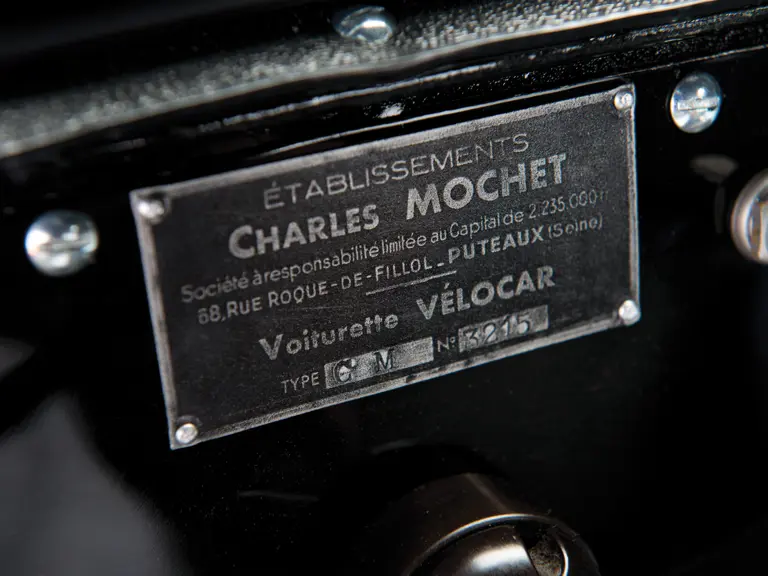 ÉTABLISSEMENTS
CHARLES MOCHET
Société à responsabilité limitée au Capital de 2.235.000 fr
68, RUE ROQUE-DE-FILLOL_PUTEAUX (Seine)
Voiturette VÉLOCAR
TYPE C M N° 3215